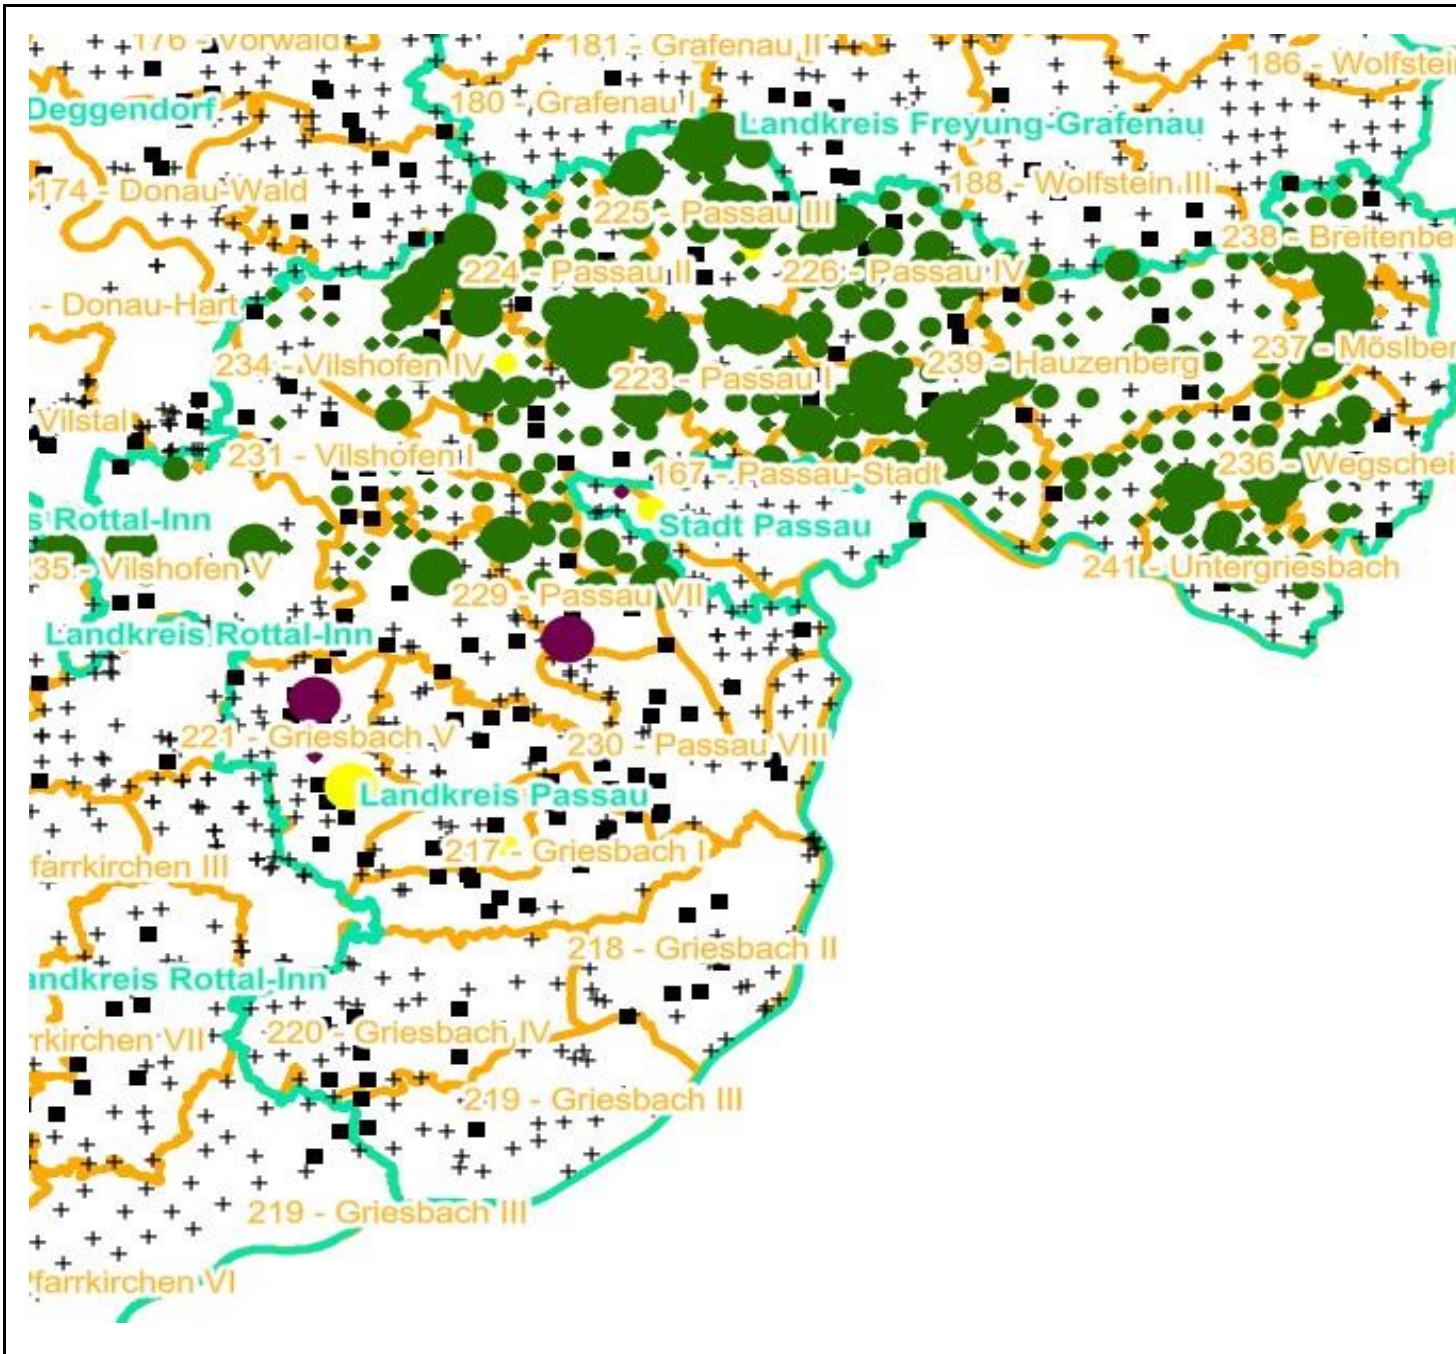 176 - Vorwald
181 - Grafenau II
186 - Wolfstein
180 - Grafenau I
Deggendorf
Landkreis Freyung-Grafenau
174 - Donau-Wald
188 - Wolfstein III
225 - Passau III
238 - Breitenbe
224 - Passau II
226 - Passau IV
- Donau-Hart
234 - Vilshofen IV
223 - Passau I
239 - Hauzenberg
237 - Möslber
Vilstal
231 - Vilshofen I
167 - Passau-Stadt
236 - Wegschei
s Rottal-Inn
Stadt Passau
35 - Vilshofen V
229 - Passau VII
241 - Untergriesbach
Landkreis Rottal-Inn
221 - Griesbach V
230 - Passau VIII
Landkreis Passau
217 - Griesbach I
farrkirchen III
218 - Griesbach II
andkreis Rottal-Inn
220 - Griesbach IV
rrkirchen VII
219 - Griesbach III
219 - Griesbach III
farrkirchen VI